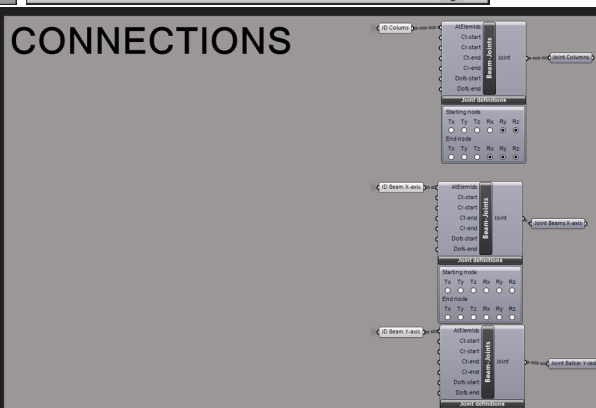 CONNECTIONS
ID Colums
AtElemIds
Ct-start
Cr-start
Ct-end
Cr-end
Dofs-start
Dofs-end
Beam-Joints
Joint
Joint Columns
Joint definitions
Starting node
Tx Ty Tz Rx Ry Rz
End node
Tx Ty Tz Rx Ry Rz
ID Beam X-axis
AtElemIds
Ct-start
Cr-start
Ct-end
Cr-end
Dofs-start
Dofs-end
Beam-Joints
Joint
Joint Beams X-axis
Joint definitions
Starting node
Tx Ty Tz Rx Ry Rz
End node
Tx Ty Tz Rx Ry Rz
ID Beam Y-axis
AtElemIds
Ct-start
Cr-start
Ct-end
Cr-end
Dofs-start
Dofs-end
Beam-Joints
Joint
Joint Balkar Y-led
Joint definitions